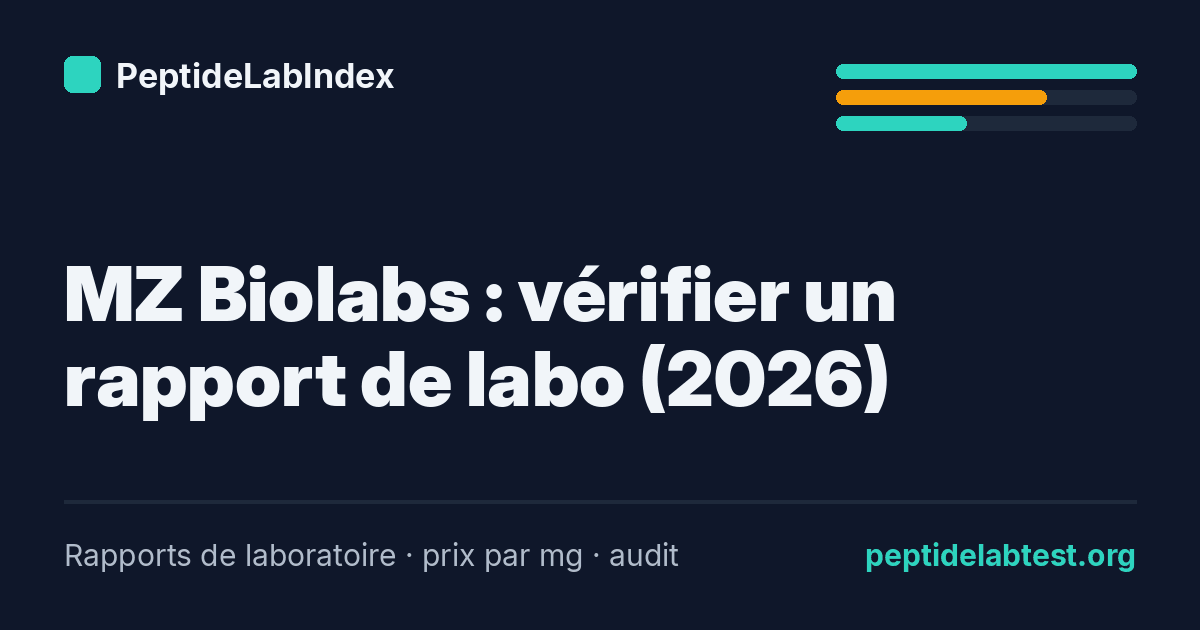 PeptideLabIndex
MZ Biolabs : vérifier un
rapport de labo (2026)
Rapports de laboratoire · prix par mg · audit
peptidelabtest.org